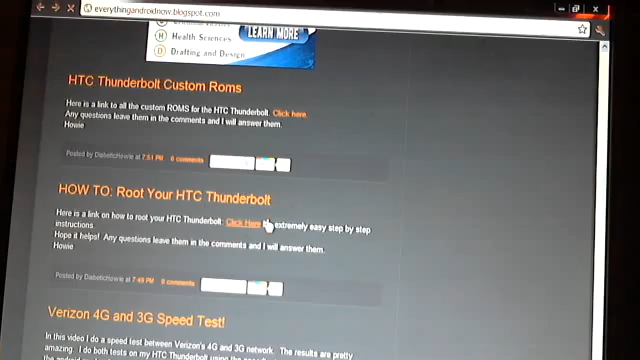 everythingandroidnow.blogspot.com
LEARN MORE
H Health Sciences
D Drafting and Design
HTC Thunderbolt Custom Roms
Here is a link to all the custom ROMS for the HTC Thunderbolt. Click here.
Any questions leave them in the comments and I will answer them.
Howie
Posted by DiabeticHowie at 7:51 PM 6 comments
HOW TO: Root Your HTC Thunderbolt
Here is a link on how to root your HTC Thunderbolt: Click Here extremely easy step by step
instructions.
Hope it helps! Any questions leave them in the comments and I will answer them.
Howie
Posted by DiabeticHowie at 7:49 PM comments
Verizon 4G and 3G Speed Test!
In this video I do a speed test between Verizon's 4G and 3G network. The results are pretty
amazing. I do both tests on my HTC Thunderbolt using the